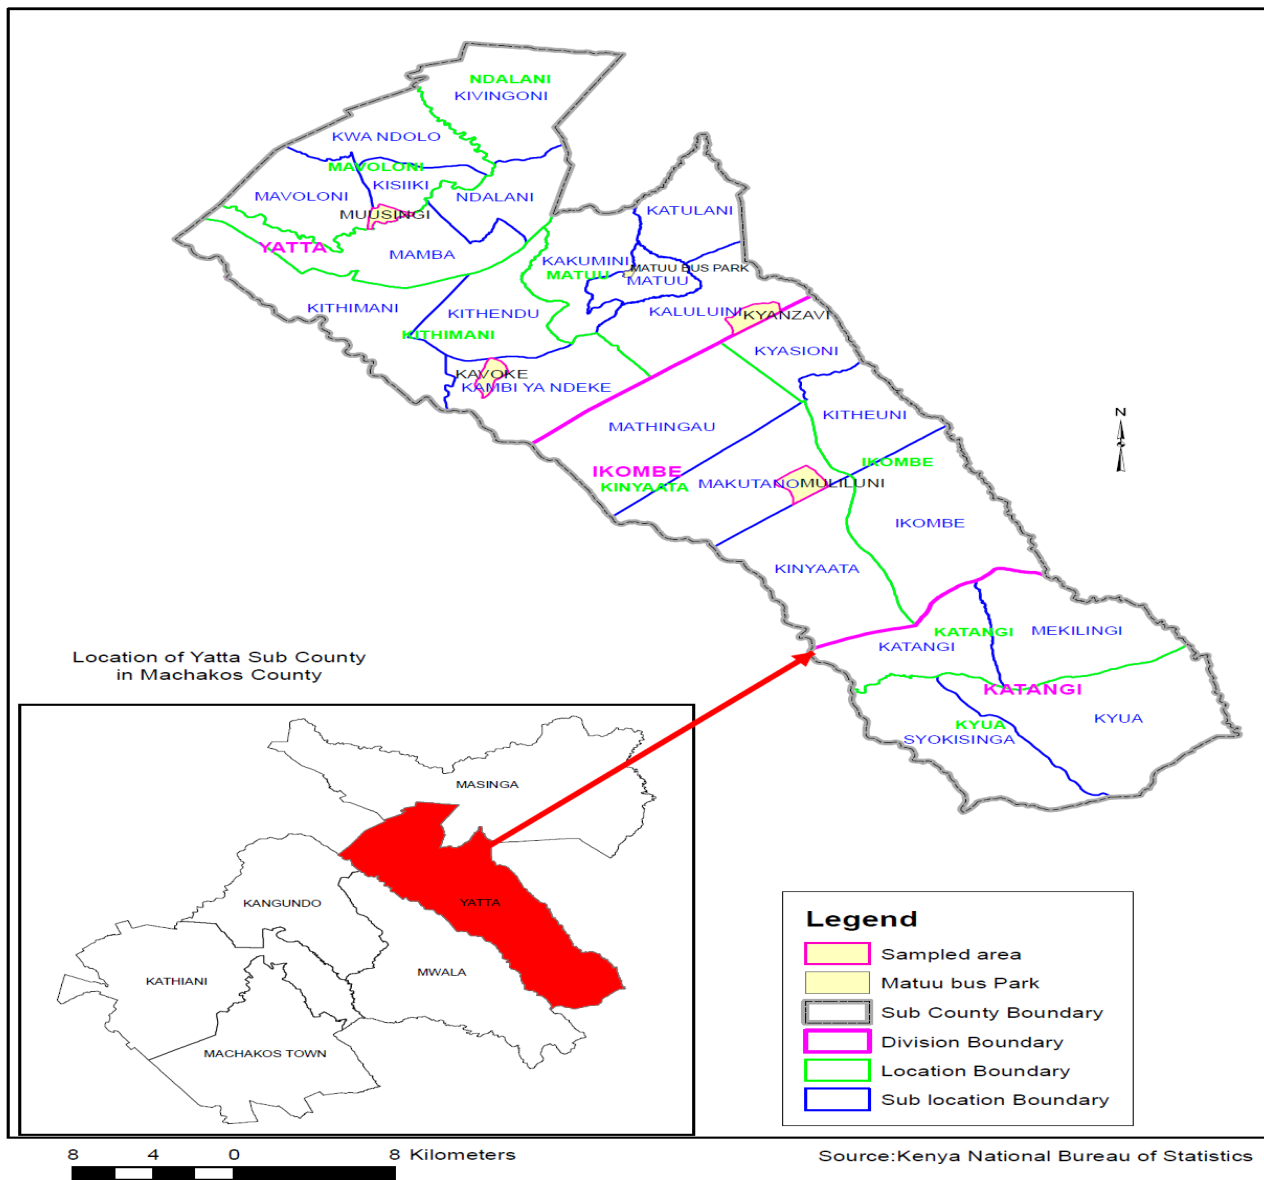 NDALANI
KIVINGONI
KWA NDOLO
MAVOLONI
KISIIKI
MAVOLONI
NDALANI
MUUSINGI
YATTA
MAMBA
KATULANI
KAKUMINI
MATUU BUS PARK
MATUU
MATUU
KITHIMANI
KITHENDU
KALULUINI
KYANZAVI
KITHIMANI
KYASIONI
KAVOKE
KAMBI YA NDEKE
KITHEUNI
MATHINGAU
IKOMBE
IKOMBE
KINYAATA
MAKUTANO
MULILUNI
IKOMBE
KINYAATA
KATANGI
MEKILINGI
KATANGI
KATANGI
KYUA
KYUA
SYOKISINGA
N
Location of Yatta Sub County
in Machakos County
MASINGA
KANGUNDO
YATTA
MWALA
KATHIANI
MACHAKOS TOWN
Legend
Sampled area
Matuu bus Park
Sub County Boundary
Division Boundary
Location Boundary
Sub location Boundary
8 4 0 8 Kilometers
Source:Kenya National Bureau of Statistics